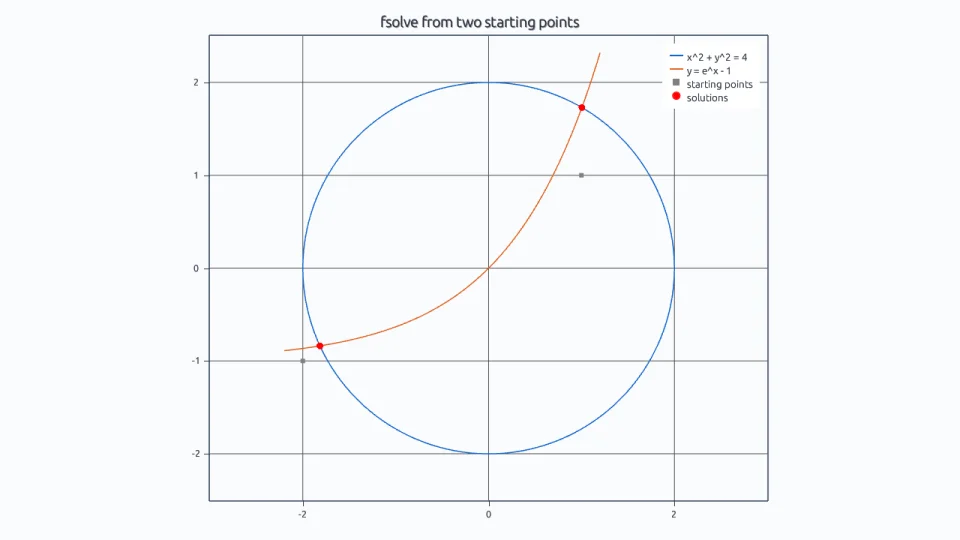 fsolve from two starting points
x^2 + y^2 = 4
y = e^x - 1
starting points
solutions
2
1
0
-1
-2
-2
0
2